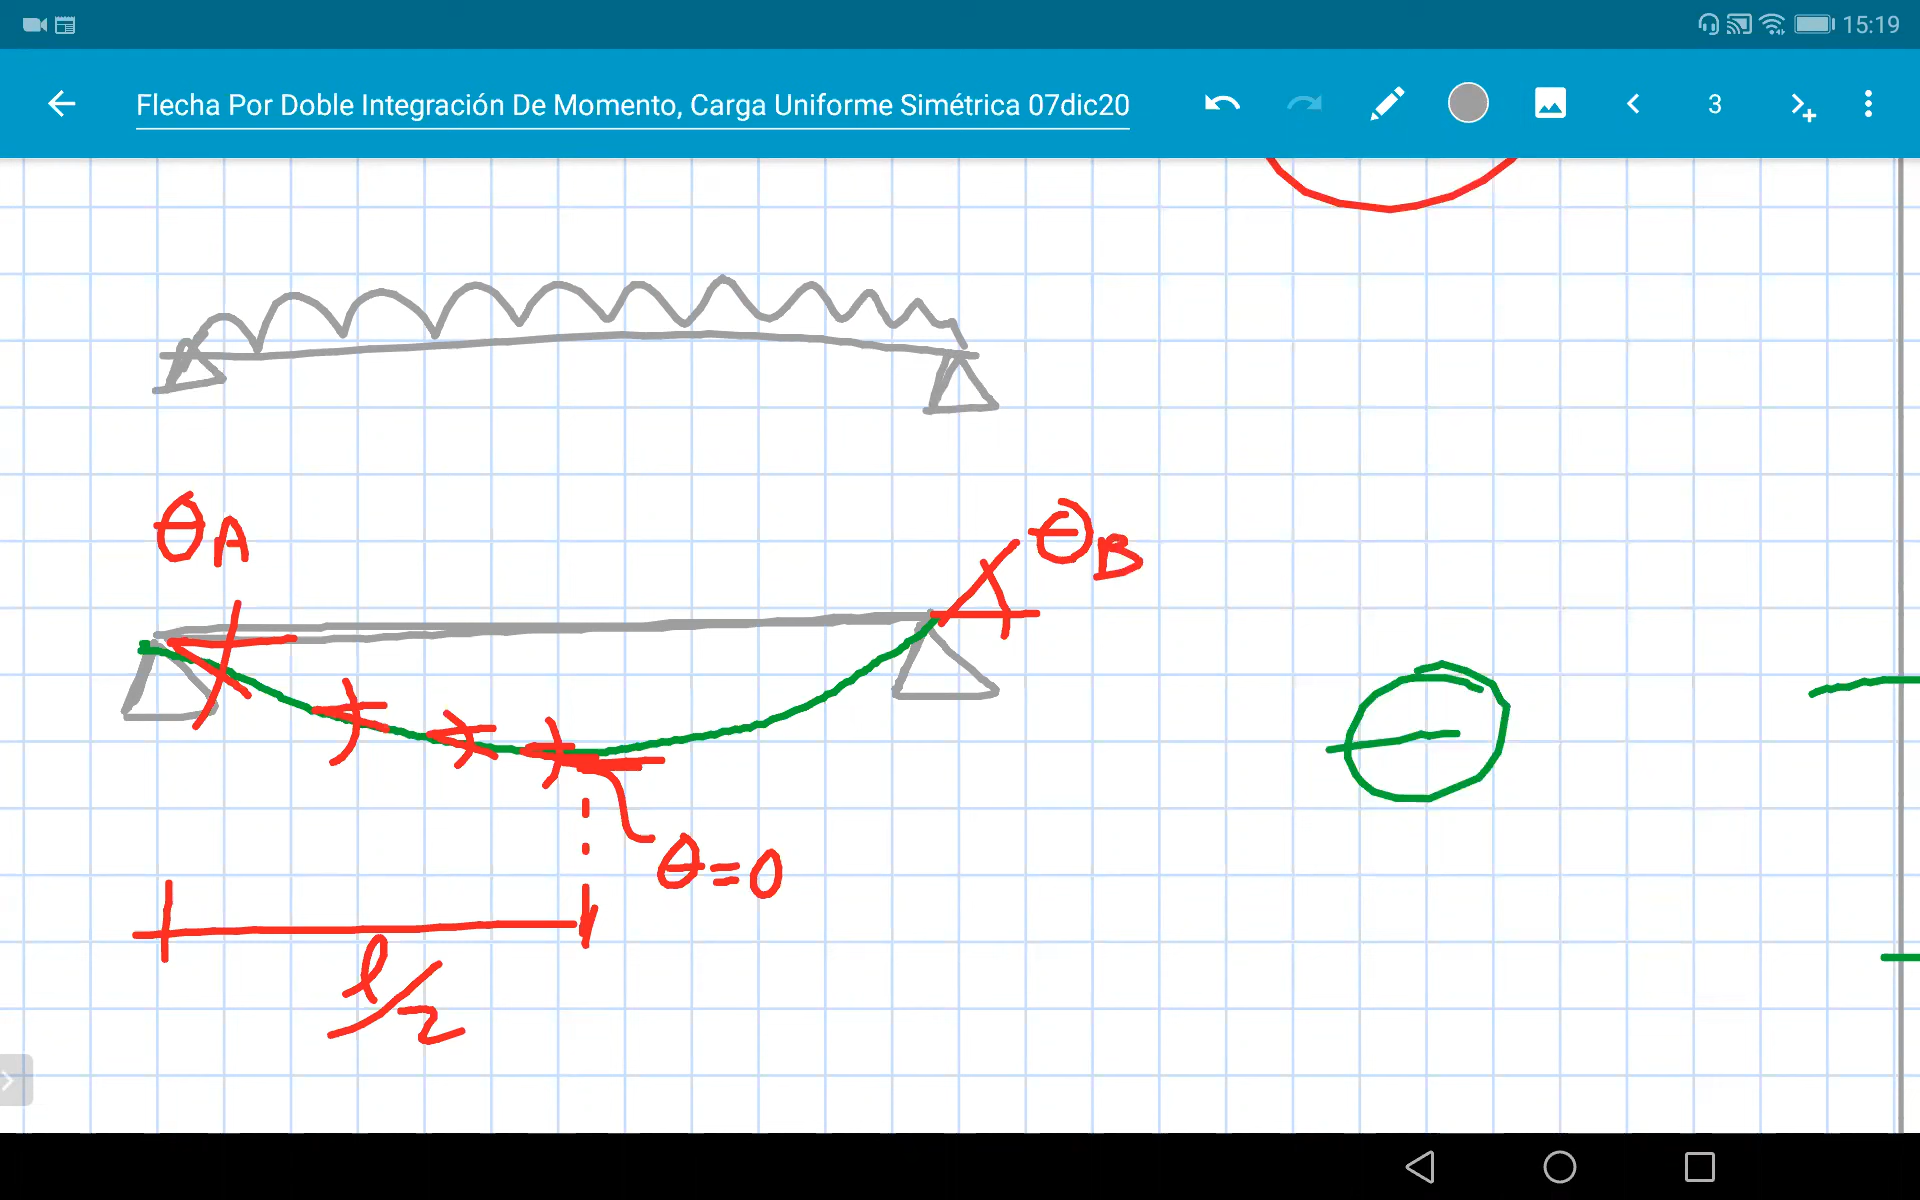 15:19
Flecha Por Doble Integración De Momento, Carga Uniforme Simétrica 07dic20
3
θA
θB
θ=0
l/2